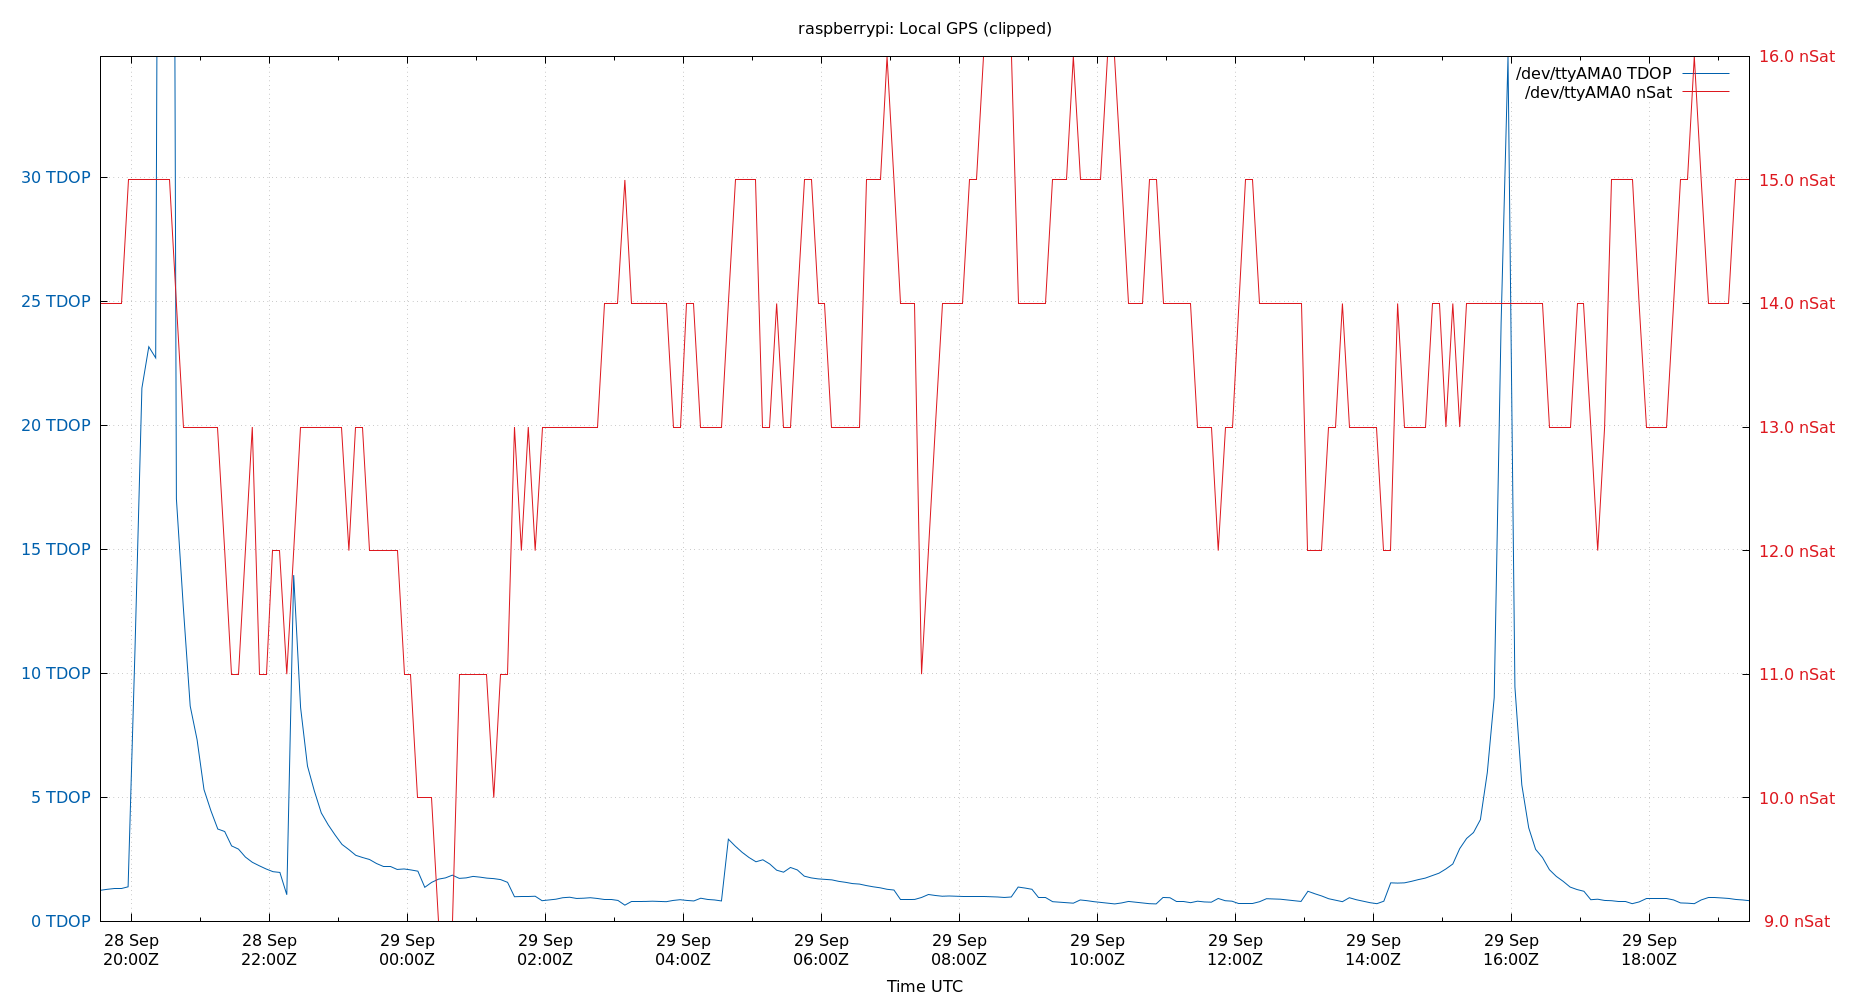 raspberrypi: Local GPS (clipped)
/dev/ttyAMA0 TDOP
/dev/ttyAMA0 nSat
30 TDOP
25 TDOP
20 TDOP
15 TDOP
10 TDOP
5 TDOP
0 TDOP
16.0 nSat
15.0 nSat
14.0 nSat
13.0 nSat
12.0 nSat
11.0 nSat
10.0 nSat
9.0 nSat
28 Sep
20:00Z
28 Sep
22:00Z
29 Sep
00:00Z
29 Sep
02:00Z
29 Sep
04:00Z
29 Sep
06:00Z
29 Sep
08:00Z
29 Sep
10:00Z
29 Sep
12:00Z
29 Sep
14:00Z
29 Sep
16:00Z
29 Sep
18:00Z
Time UTC